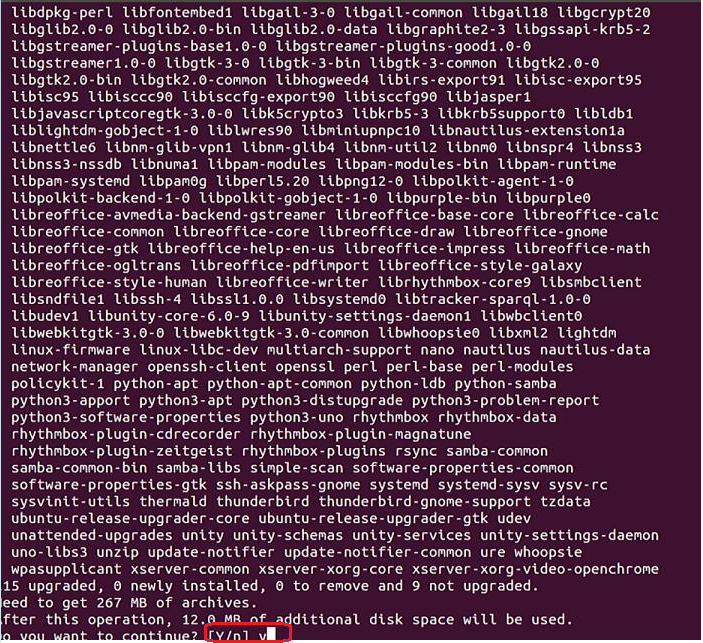 libdpkg-perl libfontembed1 libgail-3-0 libgail-common libgail18 libgcrypt20
libglib2.0-0 libglib2.0-bin libglib2.0-data libgraphite2-3 libgssapi-krb5-2
libgstreamer-plugins-base1.0-0 libgstreamer-plugins-good1.0-0
libgstreamer1.0-0 libgtk-3-0 libgtk-3-bin libgtk-3-common libgtk2.0-0
libgtk2.0-bin libgtk2.0-common libhogweed4 libirs-export91 libisc-export95
libisc95 libisccc90 libisccfg-export90 libisccfg90 libjasper1
libjavascriptcoregtk-3.0-0 libk5crypto3 libkrb5-3 libkrb5support0 libldb1
liblightdm-gobject-1-0 liblwres90 libminiupnpc10 libnautilus-extension1a
libnettle6 libnm-glib-vpn1 libnm-glib4 libnm-util2 libnm0 libnspr4 libnss3
libnss3-nssdb libnuma1 libpam-modules libpam-modules-bin libpam-runtime
libpam-systemd libpam0g libperl5.20 libpng12-0 libpolkit-agent-1-0
libpolkit-backend-1-0 libpolkit-gobject-1-0 libpurple-bin libpurple0
libreoffice-avmedia-backend-gstreamer libreoffice-base-core libreoffice-calc
libreoffice-common libreoffice-core libreoffice-draw libreoffice-gnome
libreoffice-gtk libreoffice-help-en-us libreoffice-impress libreoffice-math
libreoffice-ogltrans libreoffice-pdfimport libreoffice-style-galaxy
libreoffice-style-human libreoffice-writer librhythmbox-core9 libsmbclient
libsndfile1 libssh-4 libssl1.0.0 libsystemd0 libtracker-sparql-1.0-0
libudev1 libunity-core-6.0-9 libunity-settings-daemon1 libwbclient0
libwebkitgtk-3.0-0 libwebkitgtk-3.0-common libwhoopsie0 libxml2 lightdm
linux-firmware linux-libc-dev multiarch-support nano nautilus nautilus-data
network-manager openssh-client openssl perl perl-base perl-modules
policykit-1 python-apt python-apt-common python-ldb python-samba
python3-apport python3-apt python3-distupgrade python3-problem-report
python3-software-properties python3-uno rhythmbox rhythmbox-data
rhythmbox-plugin-cdrecorder rhythmbox-plugin-magnatune
rhythmbox-plugin-zeitgeist rhythmbox-plugins rsync samba-common
samba-common-bin samba-libs simple-scan software-properties-common
software-properties-gtk ssh-askpass-gnome systemd systemd-sysv sysv-rc
sysvinit-utils thermald thunderbird thunderbird-gnome-support tzdata
ubuntu-release-upgrader-core ubuntu-release-upgrader-gtk udev
unattended-upgrades unity unity-schemas unity-services unity-settings-daemon
uno-libs3 unzip update-notifier update-notifier-common ure whoopsie
wpasupplicant xserver-common xserver-xorg-core xserver-xorg-video-openchrome
15 upgraded, 0 newly installed, 0 to remove and 9 not upgraded.
eed to get 267 MB of archives.
fter this operation, 12.0 MB of additional disk space will be used.
o you want to continue? [Y/n] y